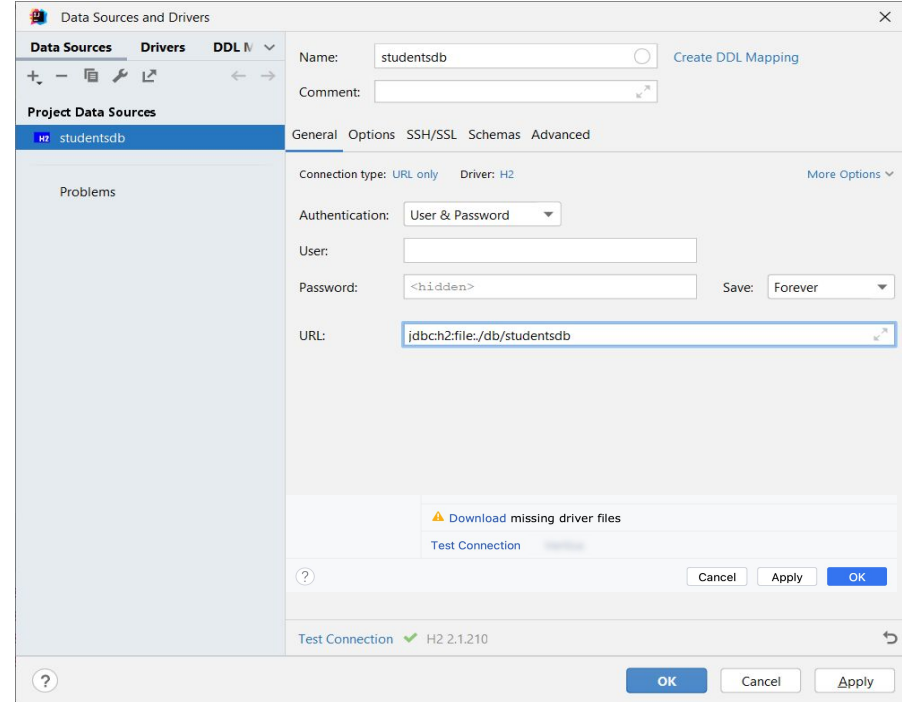 Data Sources and Drivers
Data Sources Drivers DDL M
Project Data Sources
H2 studentsdb
Problems
Name: studentsdb Create DDL Mapping
Comment:
General Options SSH/SSL Schemas Advanced
Connection type: URL only Driver: H2 More Options
Authentication: User & Password
User:
Password: <hidden> Save: Forever
URL: jdbc:h2:file:./db/studentsdb
Download missing driver files
Test Connection
? Cancel Apply OK
Test Connection H2 2.1.210
? OK Cancel Apply